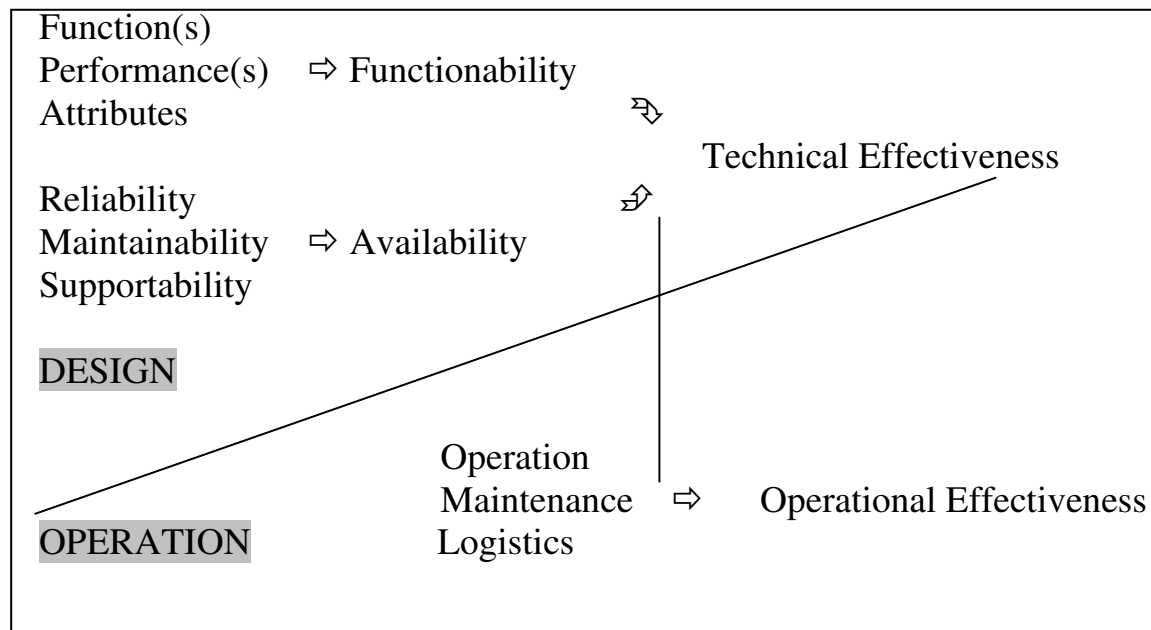 Function(s)
Performance(s) ⇨ Functionability
Attributes
Technical Effectiveness
Reliability
Maintainability ⇨ Availability
Supportability
DESIGN
Operation
Maintenance ⇨ Operational Effectiveness
OPERATION Logistics